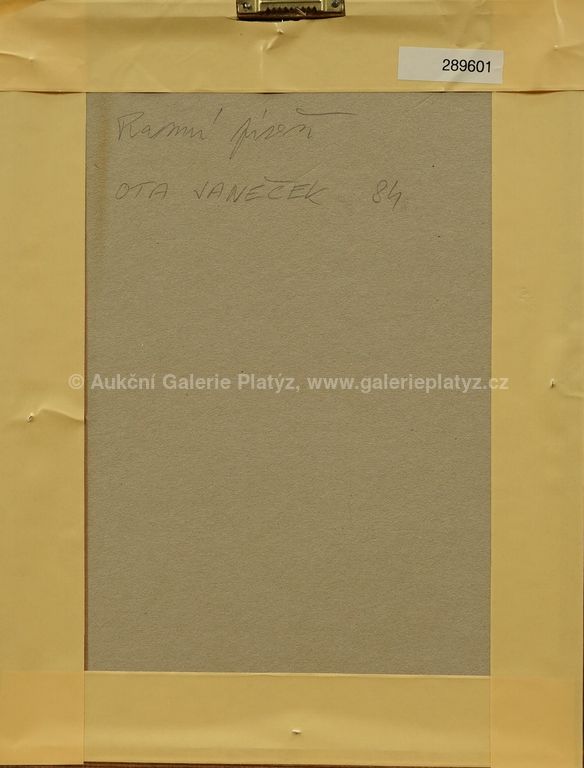 289601
Ranní píseň
OTA JANEČEK 84
© Aukční Galerie Platýz, www.galerieplatyz.cz